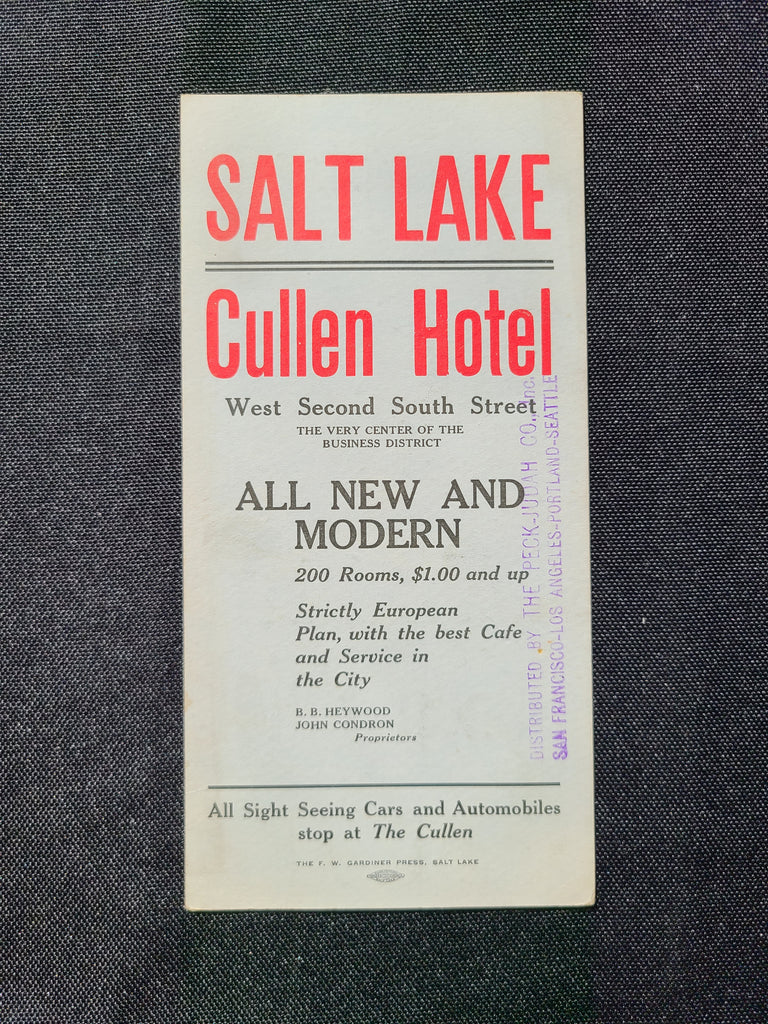 SALT LAKE
Cullen Hotel
West Second South Street
THE VERY CENTER OF THE
BUSINESS DISTRICT
ALL NEW AND
MODERN
200 Rooms, $1.00 and up
Strictly European
Plan, with the best Cafe
and Service in
the City
B. B. HEYWOOD
JOHN CONDRON
Proprietors
All Sight Seeing Cars and Automobiles
stop at The Cullen
THE F. W. GARDINER PRESS, SALT LAKE
DISTRIBUTED BY THE PECK-JUDAH CO., Inc.
SAN FRANCISCO-LOS ANGELES-PORTLAND-SEATTLE